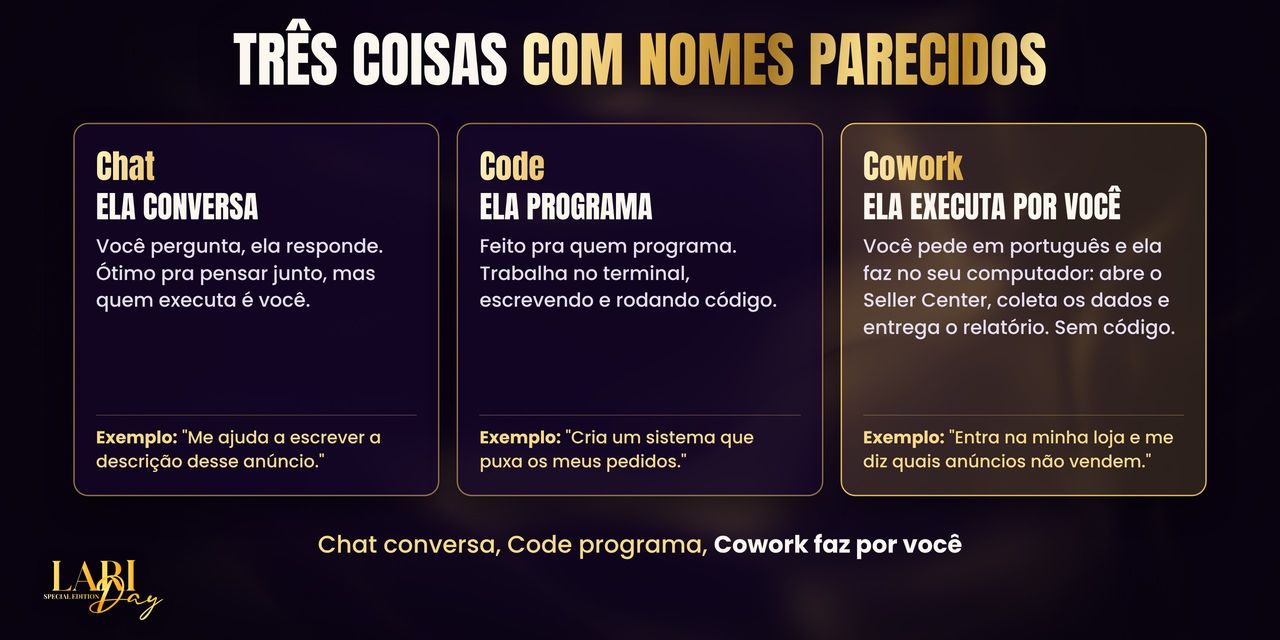 TRÊS COISAS COM NOMES PARECIDOS
Chat
ELA CONVERSA
Você pergunta, ela responde.
Ótimo pra pensar junto, mas
quem executa é você.
Exemplo: "Me ajuda a escrever a
descrição desse anúncio."
Code
ELA PROGRAMA
Feito pra quem programa.
Trabalha no terminal,
escrevendo e rodando código.
Exemplo: "Cria um sistema que
puxa os meus pedidos."
Cowork
ELA EXECUTA POR VOCÊ
Você pede em português e ela
faz no seu computador: abre o
Seller Center, coleta os dados e
entrega o relatório. Sem código.
Exemplo: "Entra na minha loja e me
diz quais anúncios não vendem."
Chat conversa, Code programa, Cowork faz por você
LARI
SPECIAL EDITION Day